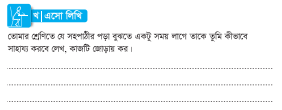 খ এসো লিখি
তোমার শ্রেণিতে যে সহপাঠীর পড়া বুঝতে একটু সময় লাগে তাকে তুমি কীভাবে
সাহায্য করবে লেখ, কাজটি জোড়ায় কর।